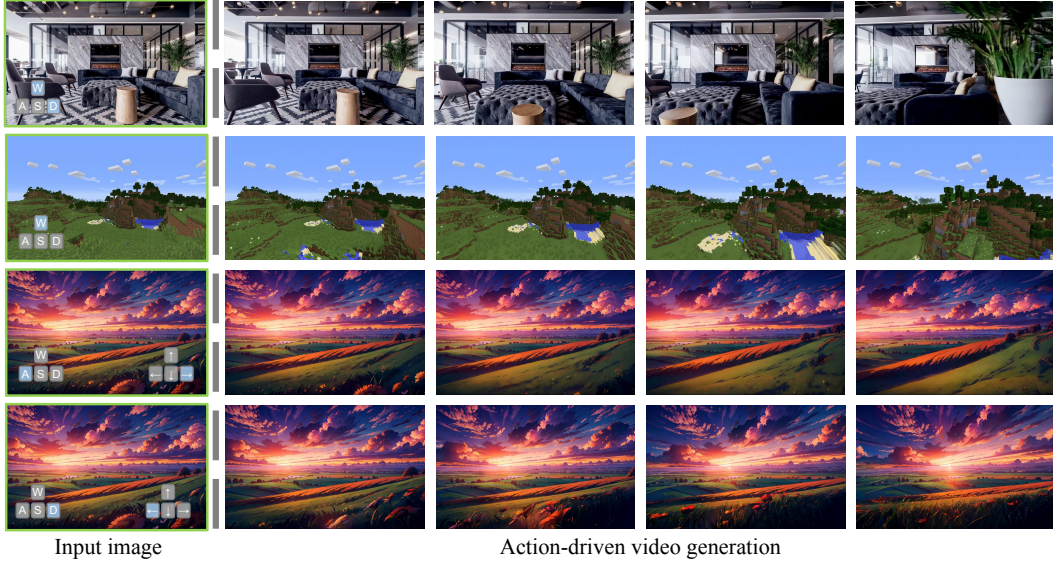 W
A S D
W
A S D
W ↑
A S D ← ↓ →
W ↑
A S D ← ↓ →
Input image Action-driven video generation